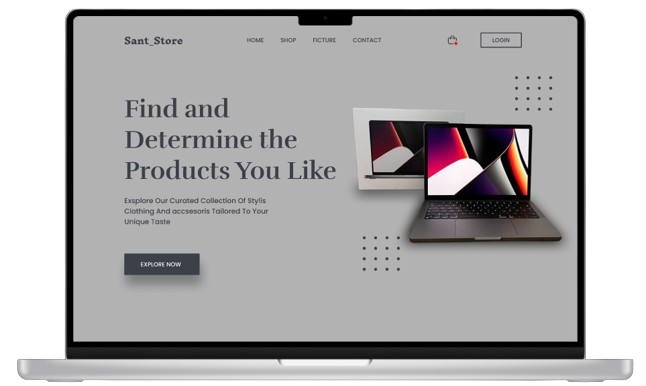 Sant_Store
HOME SHOP FICTURE CONTACT
LOGIN
Find and
Determine the
Products You Like
Exsplore Our Curated Collection Of Stylis
Clothing And accsesoris Tailored To Your
Unique Taste
EXPLORE NOW